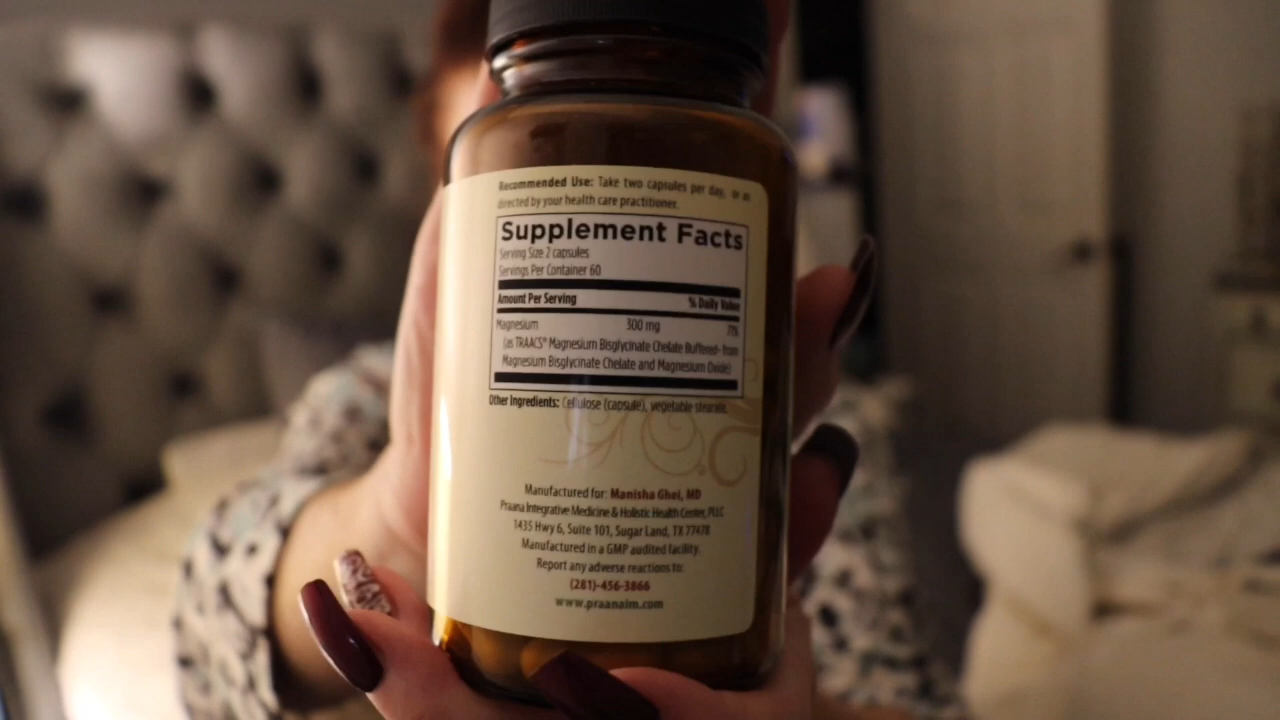 Recommended Use: Take two capsules per day, or as
directed by your health care practitioner.
Supplement Facts
Serving Size 2 capsules
Servings Per Container 60
Amount Per Serving % Daily Value
Magnesium 300 mg 71%
(as TRAACS® Magnesium Bisglycinate Chelate Buffered- from
Magnesium Bisglycinate Chelate and Magnesium Oxide)
Other Ingredients: Cellulose (capsule), vegetable stearate.
Manufactured for: Manisha Ghei, MD
Praana Integrative Medicine & Holistic Health Center, PLLC
1435 Hwy 6, Suite 101, Sugar Land, TX 77478
Manufactured in a GMP audited facility.
Report any adverse reactions to:
(281)-456-3866
www.praanaim.com